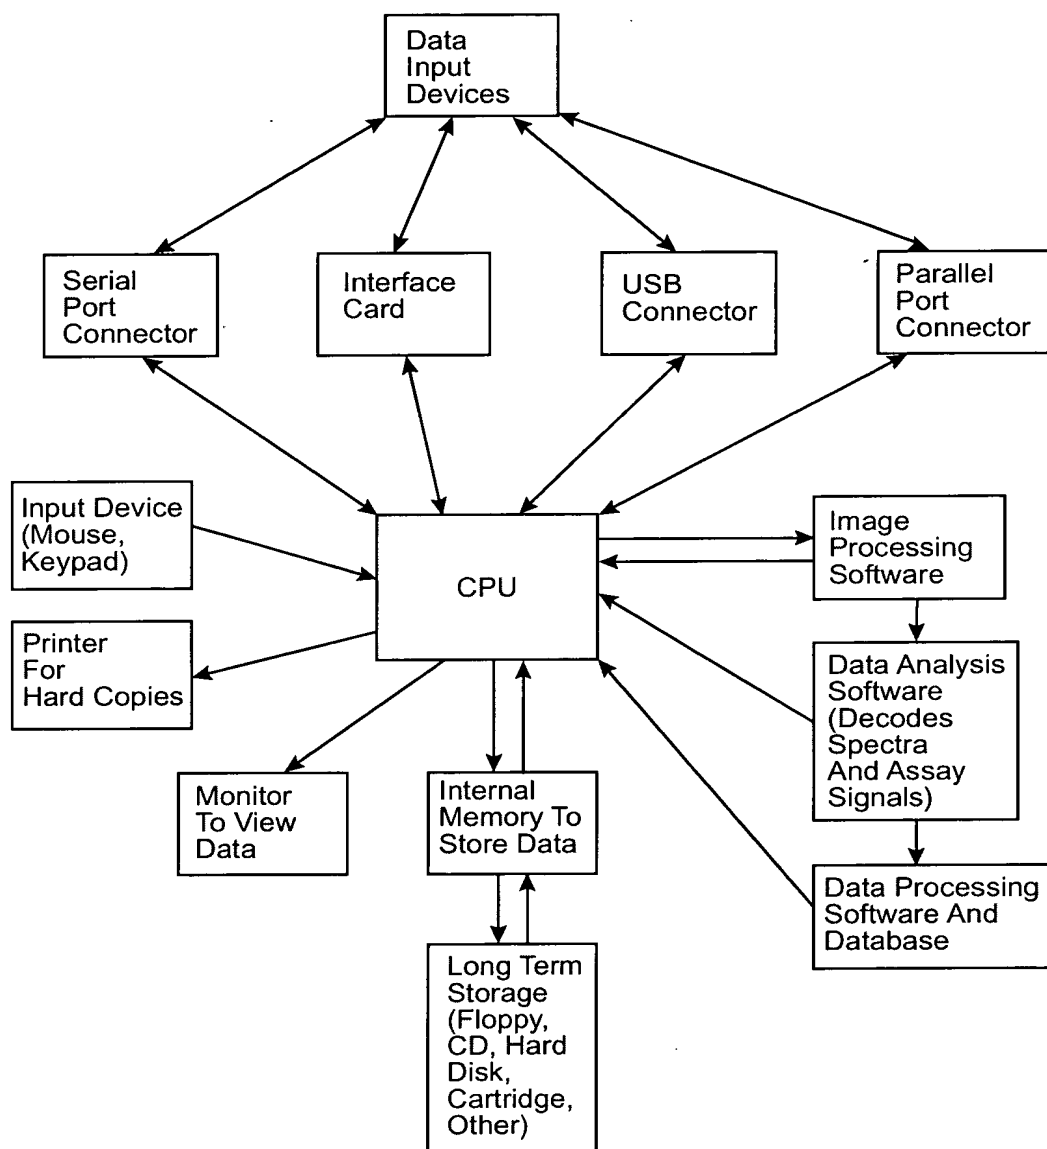 Data
Input
Devices
Serial
Port
Connector
Interface
Card
USB
Connector
Parallel
Port
Connector
Input Device
(Mouse,
Keypad)
CPU
Image
Processing
Software
Printer
For
Hard Copies
Data Analysis
Software
(Decodes
Spectra
And Assay
Signals)
Monitor
To View
Data
Internal
Memory To
Store Data
Data Processing
Software And
Database
Long Term
Storage
(Floppy,
CD, Hard
Disk,
Cartridge,
Other)